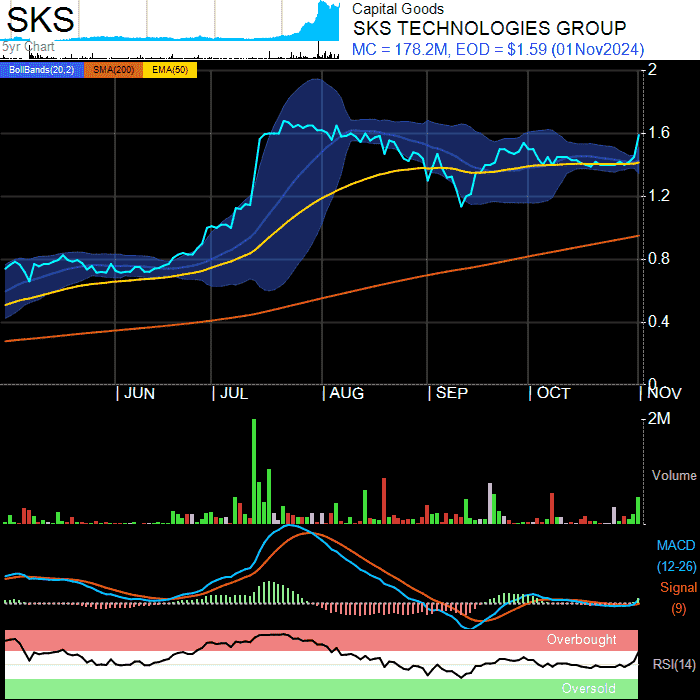 SKS
5yr Chart
Capital Goods
SKS TECHNOLOGIES GROUP
MC = 178.2M, EOD = $1.59 (01Nov2024)
BollBands(20,2) SMA(200) EMA(50)
2
1.6
1.2
0.8
0.4
0
JUN JUL AUG SEP OCT NOV
2M
Volume
MACD
(12-26)
Signal
(9)
Overbought
RSI(14)
Oversold